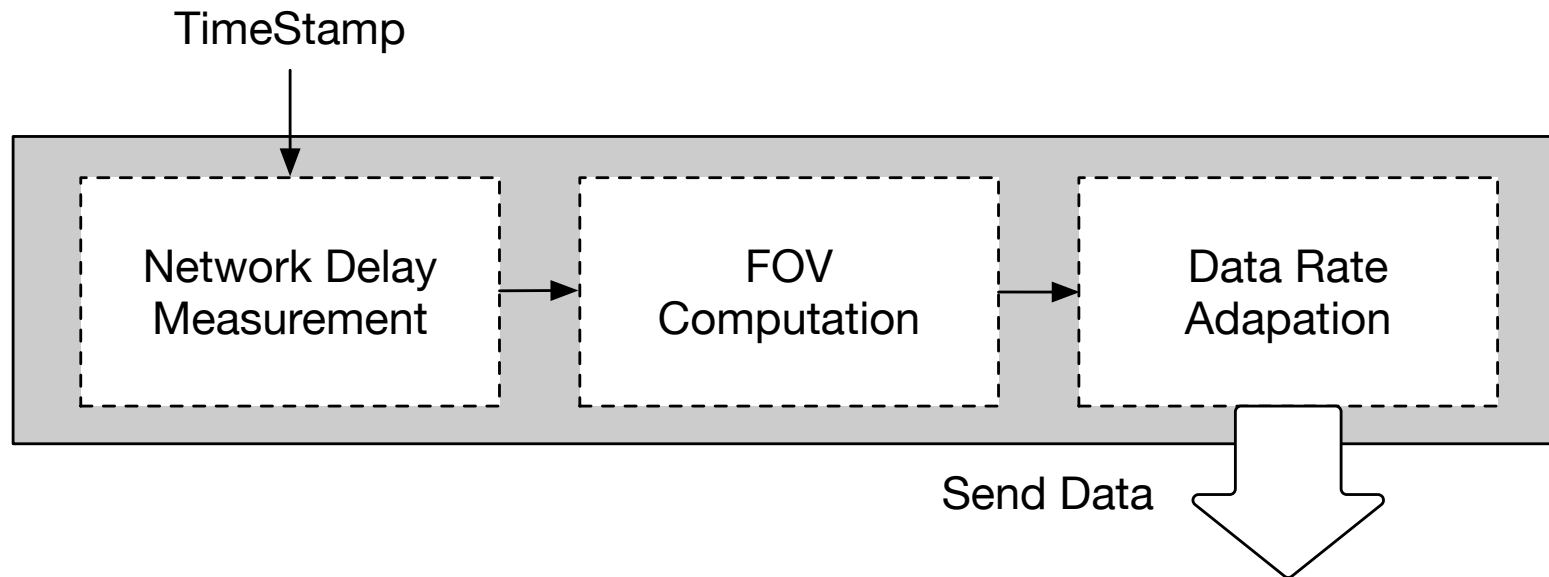 TimeStamp
Network Delay
Measurement
FOV
Computation
Data Rate
Adapation
Send Data